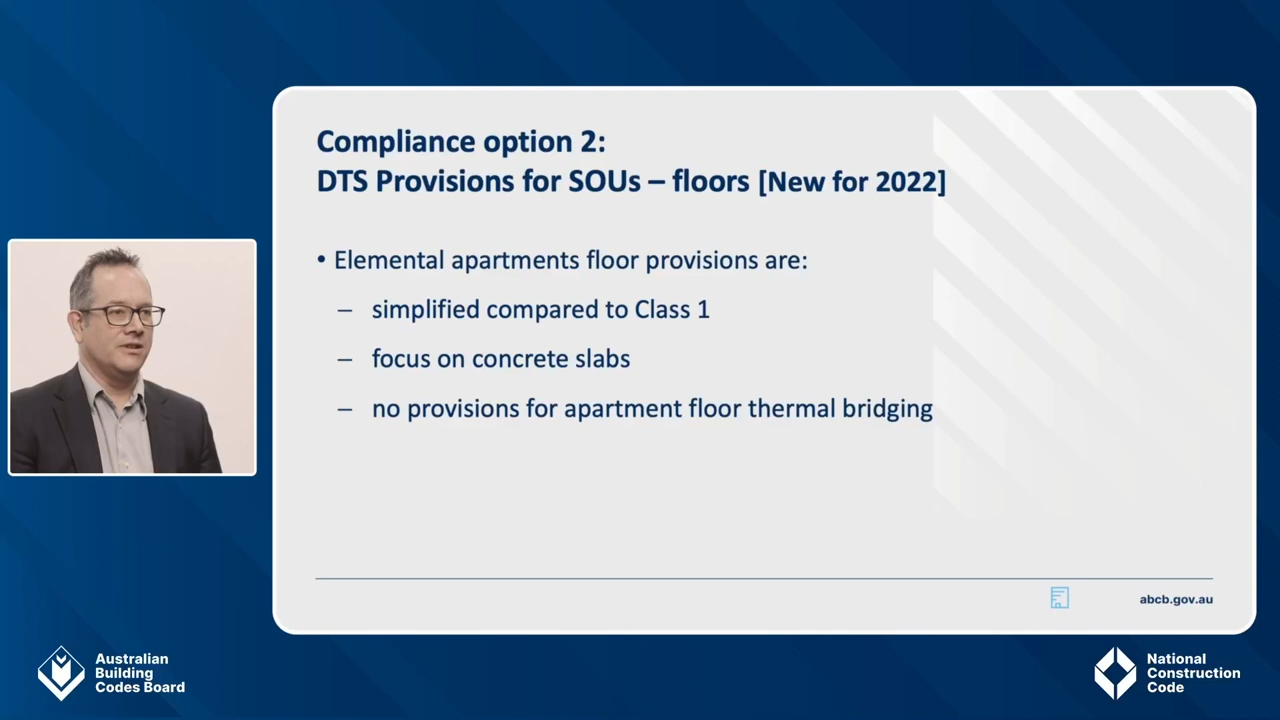 Compliance option 2:
DTS Provisions for SOUs – floors [New for 2022]
• Elemental apartments floor provisions are:
– simplified compared to Class 1
– focus on concrete slabs
– no provisions for apartment floor thermal bridging
abcb.gov.au
Australian
Building
Codes Board
National
Construction
Code